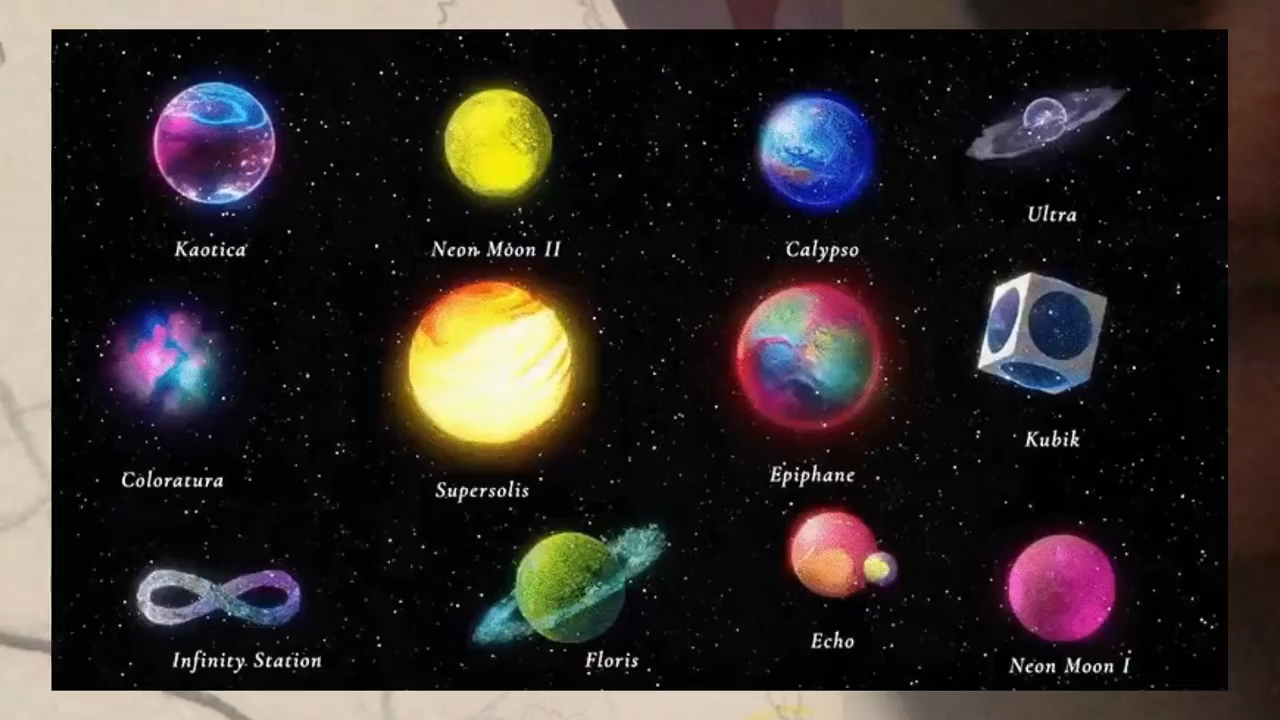 Kaotica
Neon Moon II
Calypso
Ultra
Coloratura
Supersolis
Epiphane
Kubik
Infinity Station
Floris
Echo
Neon Moon I